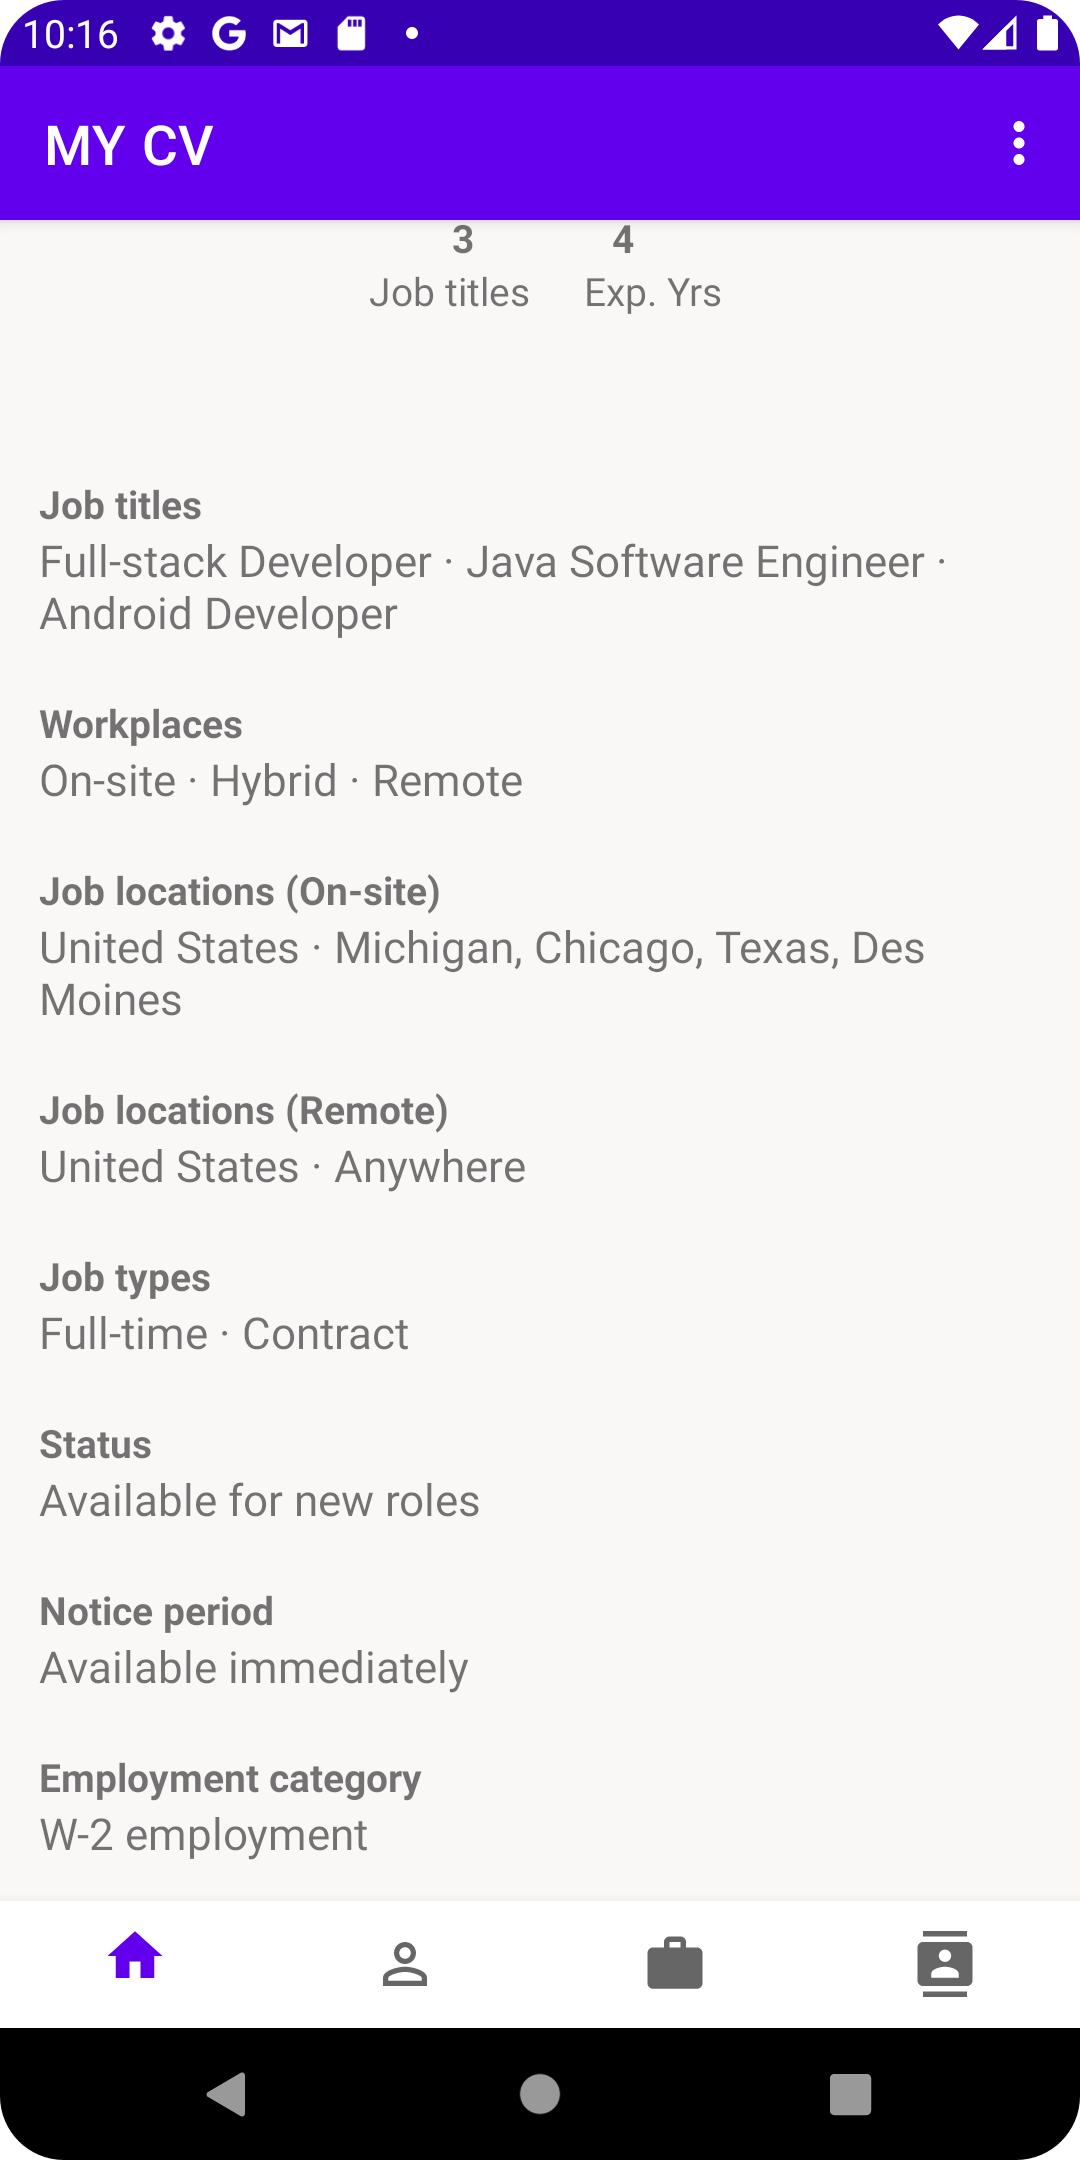 10:16
MY CV
3 4
Job titles Exp. Yrs
Job titles
Full-stack Developer · Java Software Engineer ·
Android Developer
Workplaces
On-site · Hybrid · Remote
Job locations (On-site)
United States · Michigan, Chicago, Texas, Des
Moines
Job locations (Remote)
United States · Anywhere
Job types
Full-time · Contract
Status
Available for new roles
Notice period
Available immediately
Employment category
W-2 employment